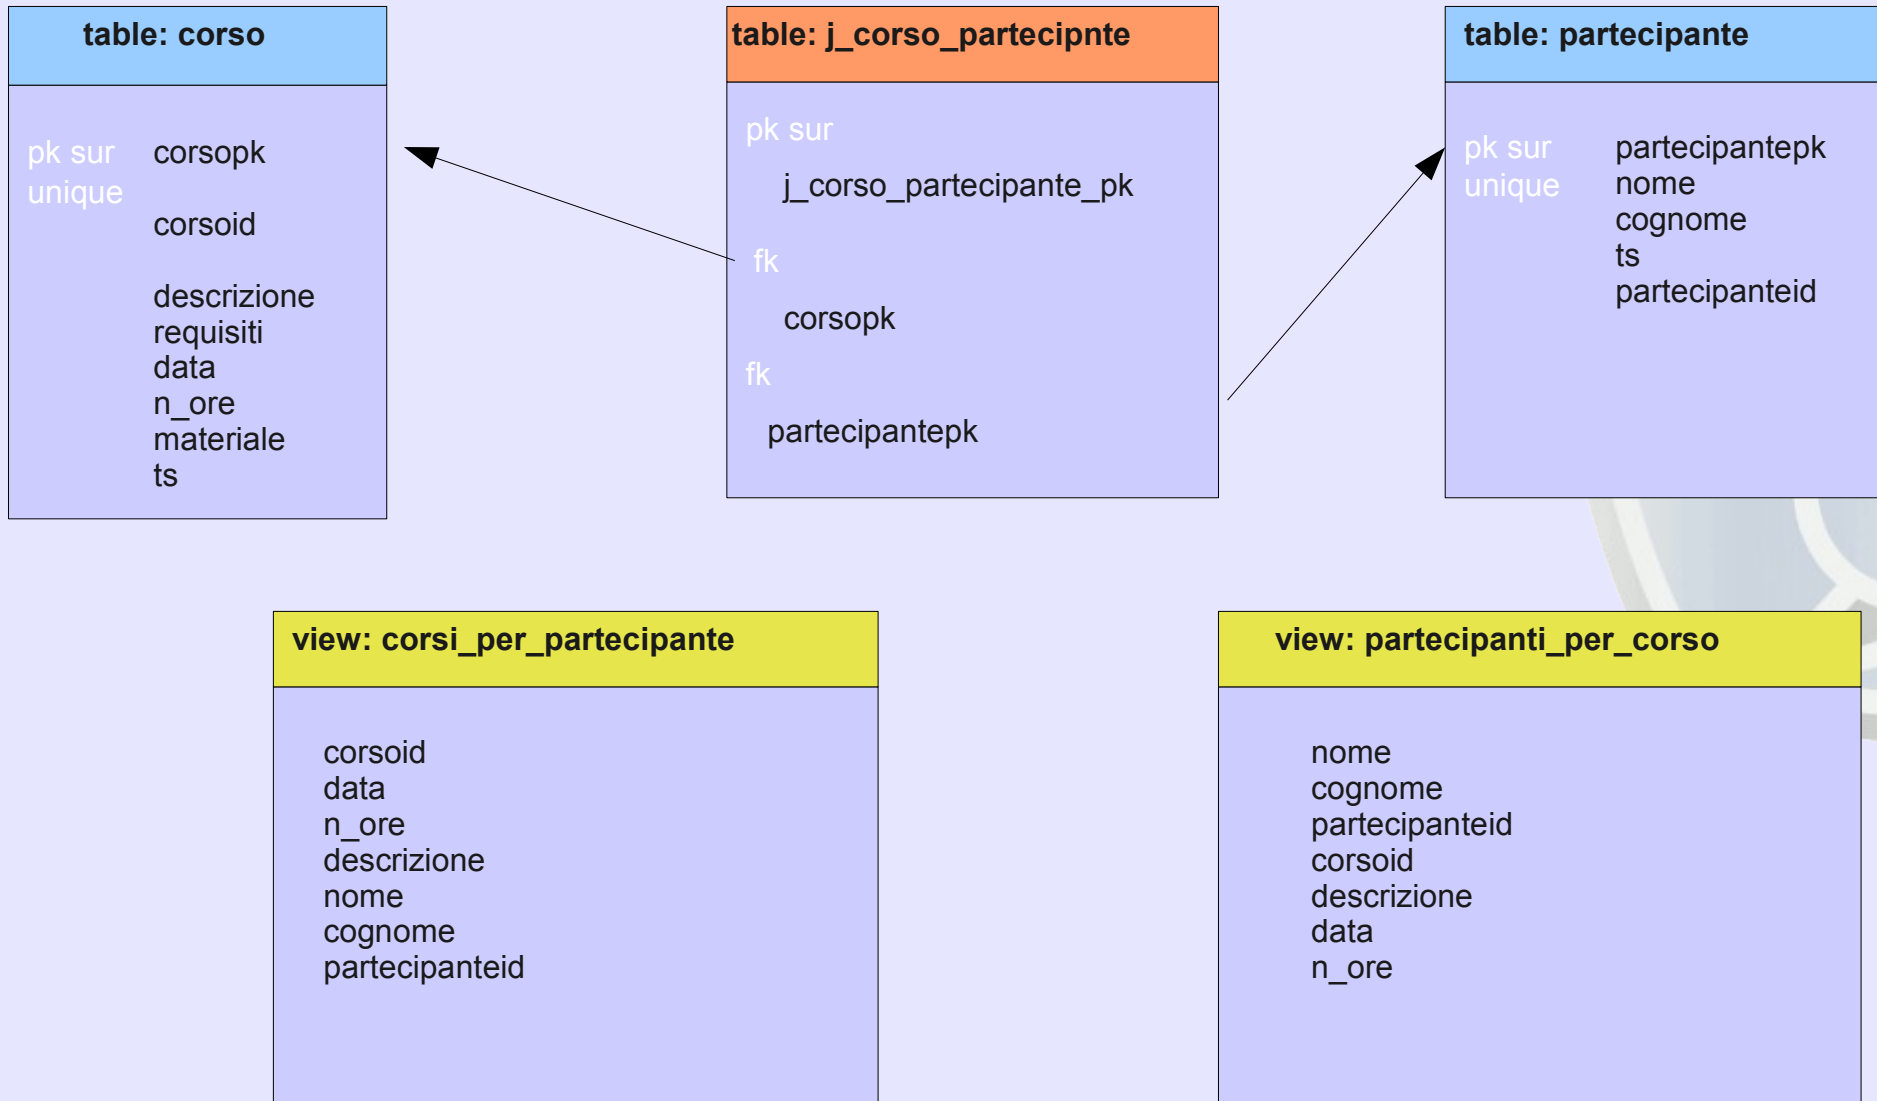 table: corso
pk sur corsopk
unique
corsoid
descrizione
requisiti
data
n_ore
materiale
ts
table: j_corso_partecipnte
pk sur
j_corso_partecipante_pk
fk
corsopk
fk
partecipantepk
table: partecipante
pk sur partecipantepk
unique nome
cognome
ts
partecipanteid
view: corsi_per_partecipante
corsoid
data
n_ore
descrizione
nome
cognome
partecipanteid
view: partecipanti_per_corso
nome
cognome
partecipanteid
corsoid
descrizione
data
n_ore